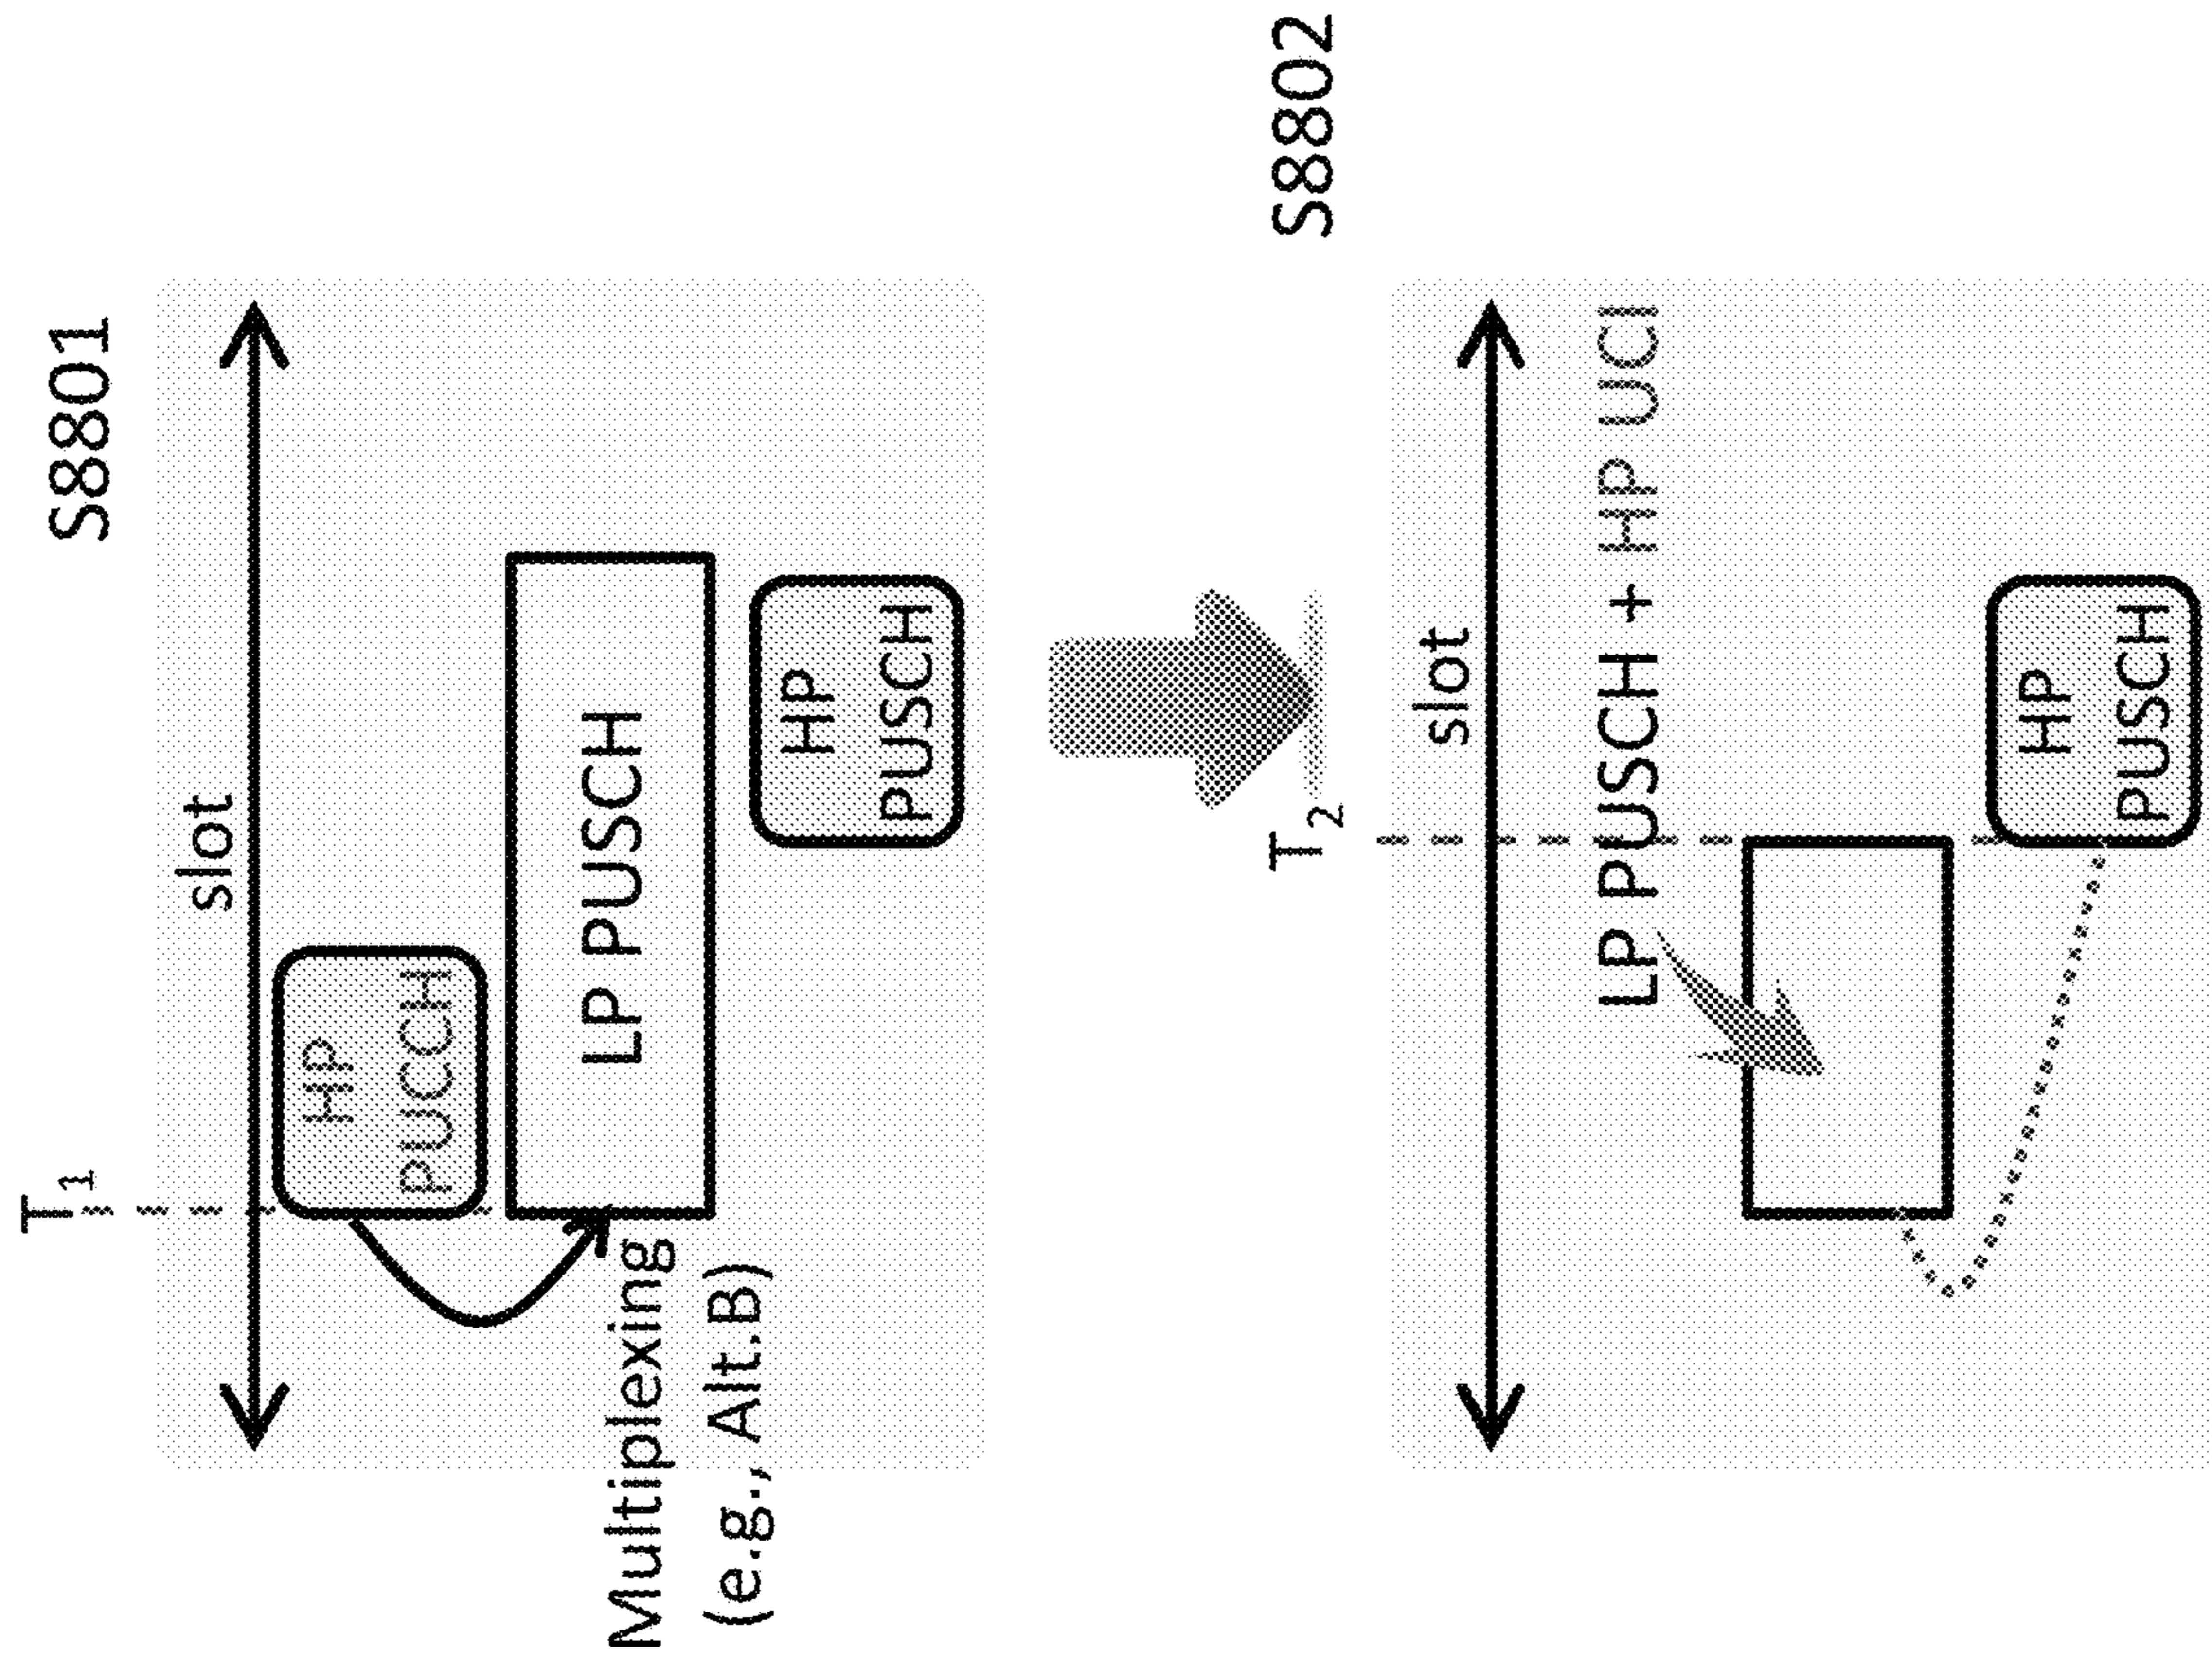 S8801
T1
slot
HP
PUCCH
LP PUSCH
HP
PUSCH
Multiplexing
(e.g., Alt.B)
S8802
T2
slot
LP PUSCH + HP UCI
HP
PUSCH